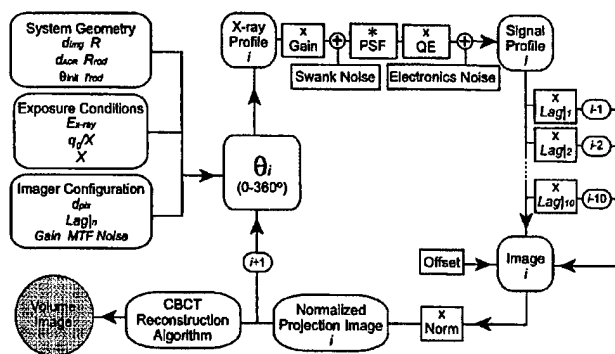 System Geometry
d_img R
d_AOR R_rod
θ_init r_rod
Exposure Conditions
E_x-ray
q_0/X
X
Imager Configuration
d_pix
Lag|_n
Gain MTF Noise
X-ray
Profile
i
x
Gain
+
Swank Noise
*
PSF
x
QE
+
Electronics Noise
Signal
Profile
i
x
Lag|_1
i-1
x
Lag|_2
i-2
x
Lag|_10
i-10
θ_i
(0-360°)
i+1
Offset
Image
i
x
Norm
Normalized
Projection Image
i
CBCT
Reconstruction
Algorithm
Volume
Image